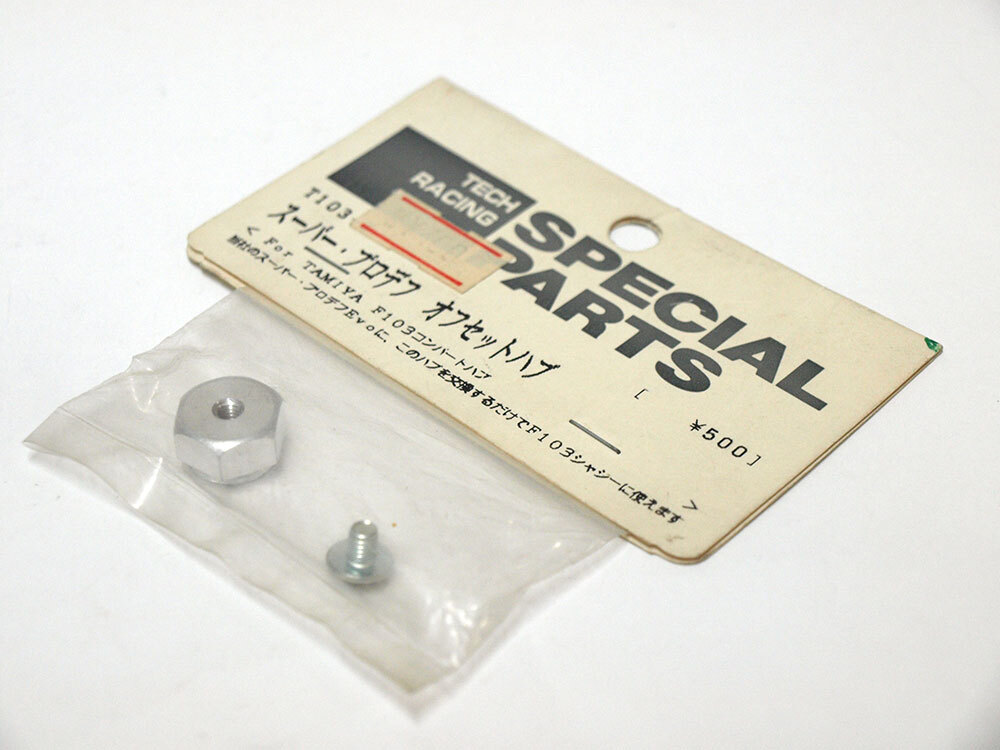 TECH
RACING
SPECIAL
PARTS
T103
スーパー・プロデフ オフセットハブ
[ ¥500]
< For TAMIYA F103コンバートハブ >
当社のスーパー・プロデフEvoに、このハブを交換するだけでF103シャシーに使えます